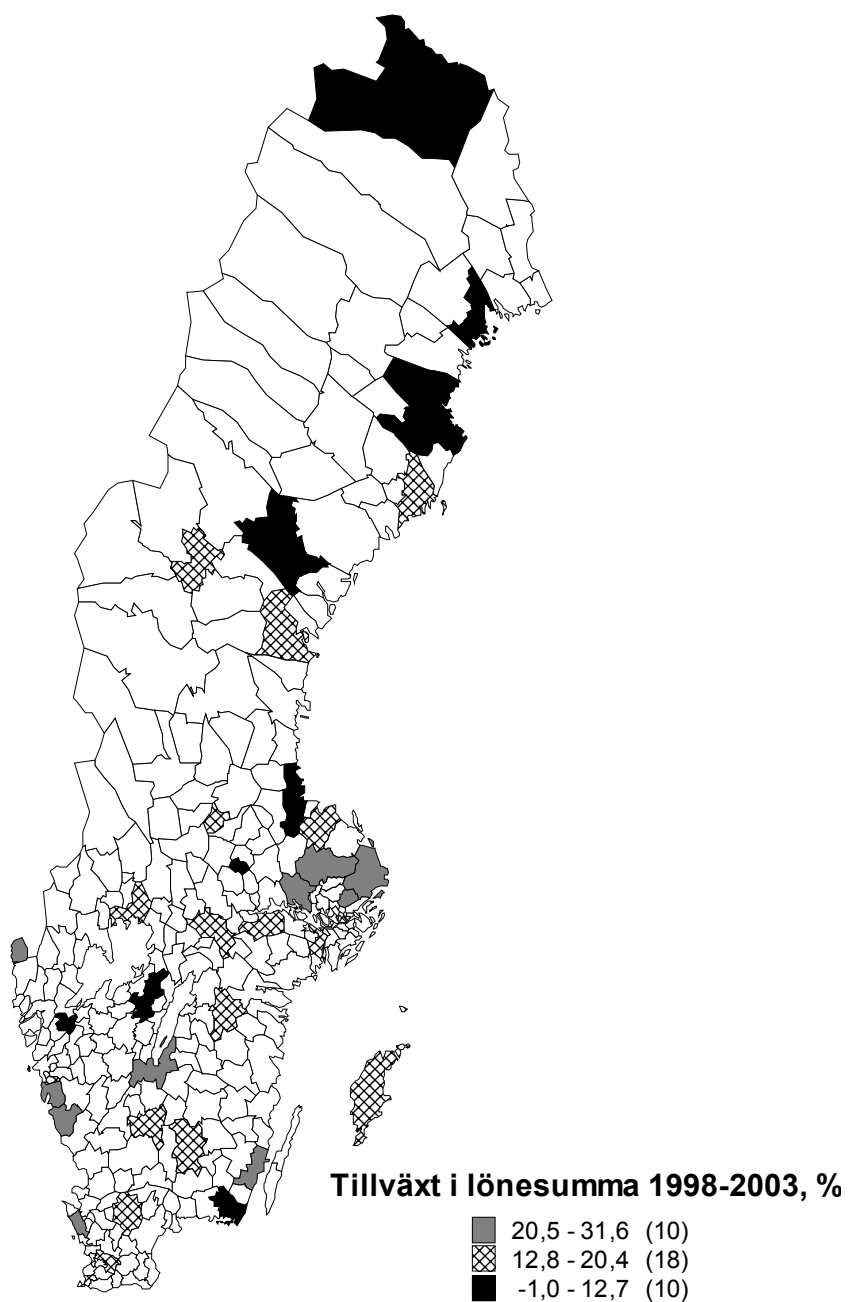 Tillväxt i lönesumma 1998-2003, %
20,5 - 31,6 (10)
12,8 - 20,4 (18)
-1,0 - 12,7 (10)